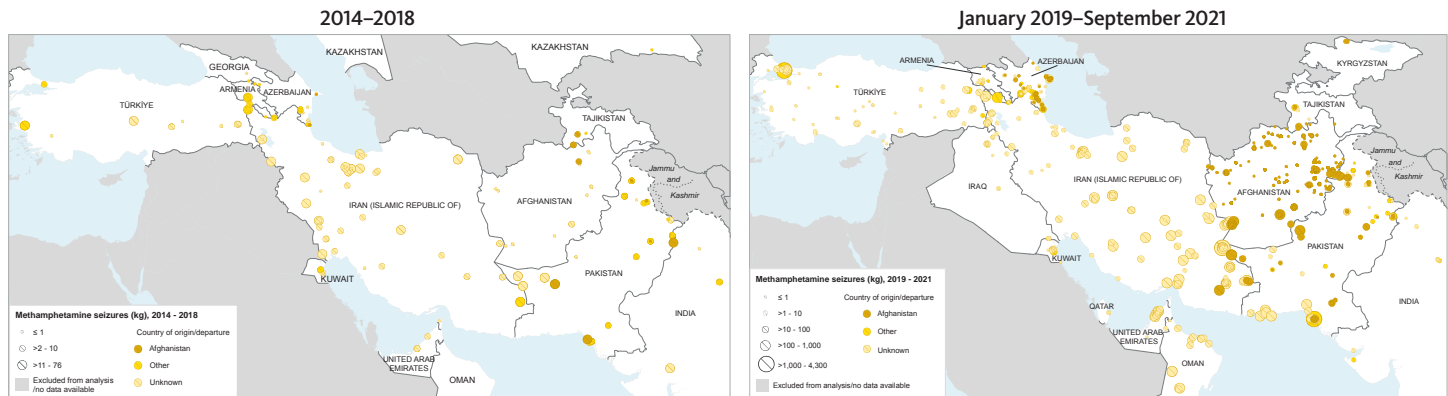 2014–2018
KAZAKHSTAN
KAZAKHSTAN
GEORGIA
ARMENIA
AZERBAIJAN
TÜRKİYE
TAJIKISTAN
Jammu
and
Kashmir
IRAN (ISLAMIC REPUBLIC OF)
AFGHANISTAN
KUWAIT
PAKISTAN
INDIA
UNITED ARAB
EMIRATES
OMAN
Methamphetamine seizures (kg), 2014 - 2018
≤ 1
>2 - 10
>11 - 76
Excluded from analysis
/no data available
Country of origin/departure
Afghanistan
Other
Unknown
January 2019–September 2021
ARMENIA
AZERBAIJAN
KYRGYZSTAN
TÜRKİYE
TAJIKISTAN
Jammu
and
Kashmir
IRAQ
IRAN (ISLAMIC REPUBLIC OF)
AFGHANISTAN
PAKISTAN
KUWAIT
QATAR
INDIA
UNITED ARAB
EMIRATES
OMAN
Methamphetamine seizures (kg), 2019 - 2021
≤ 1
>1 - 10
>10 - 100
>100 - 1,000
>1,000 - 4,300
Country of origin/departure
Afghanistan
Other
Unknown
Excluded from analysis/no data available